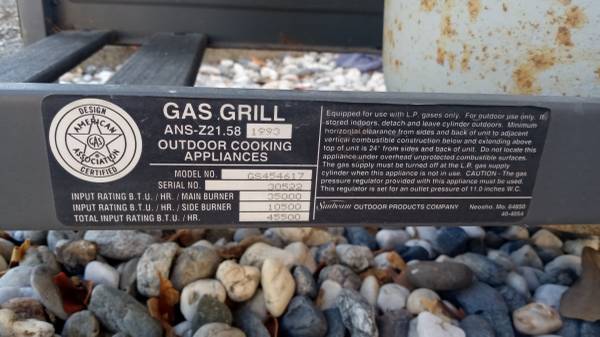 DESIGN
AMERICAN
GAS
ASSOCIATION
CERTIFIED
GAS GRILL
ANS-Z21.58 1993
OUTDOOR COOKING
APPLIANCES
MODEL NO. GS454617
SERIAL NO. 30522
INPUT RATING B.T.U. / HR. / MAIN BURNER 35000
INPUT RATING B.T.U. / HR. / SIDE BURNER 10500
TOTAL INPUT RATING B.T.U. / HR. 45500
Equipped for use with L.P. gases only. For outdoor use only. If
stored indoors, detach and leave cylinder outdoors. Minimum
horizontal clearance from sides and back of unit to adjacent
vertical combustible construction below and extending above
top of unit is 24" from sides and back of unit. Do not locate this
appliance under overhead unprotected combustible surfaces.
The gas supply must be turned off at the L.P. gas supply
cylinder when this appliance is not in use. CAUTION - The gas
pressure regulator provided with this appliance must be used.
This regulator is set for an outlet pressure of 11.0 inches W.C.
Sunbeam OUTDOOR PRODUCTS COMPANY Neosho, Mo. 64850
40-4054